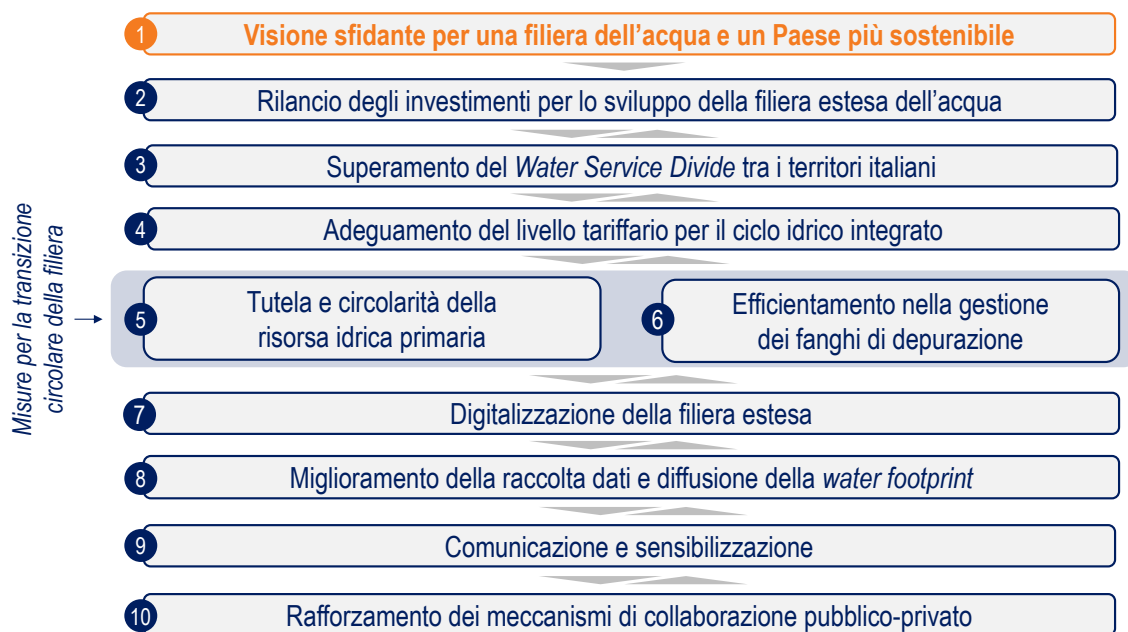 1 Visione sfidante per una filiera dell'acqua e un Paese più sostenibile
2 Rilancio degli investimenti per lo sviluppo della filiera estesa dell'acqua
3 Superamento del Water Service Divide tra i territori italiani
4 Adeguamento del livello tariffario per il ciclo idrico integrato
Misure per la transizione
circolare della filiera
5 Tutela e circolarità della
risorsa idrica primaria
6 Efficientamento nella gestione
dei fanghi di depurazione
7 Digitalizzazione della filiera estesa
8 Miglioramento della raccolta dati e diffusione della water footprint
9 Comunicazione e sensibilizzazione
10 Rafforzamento dei meccanismi di collaborazione pubblico-privato